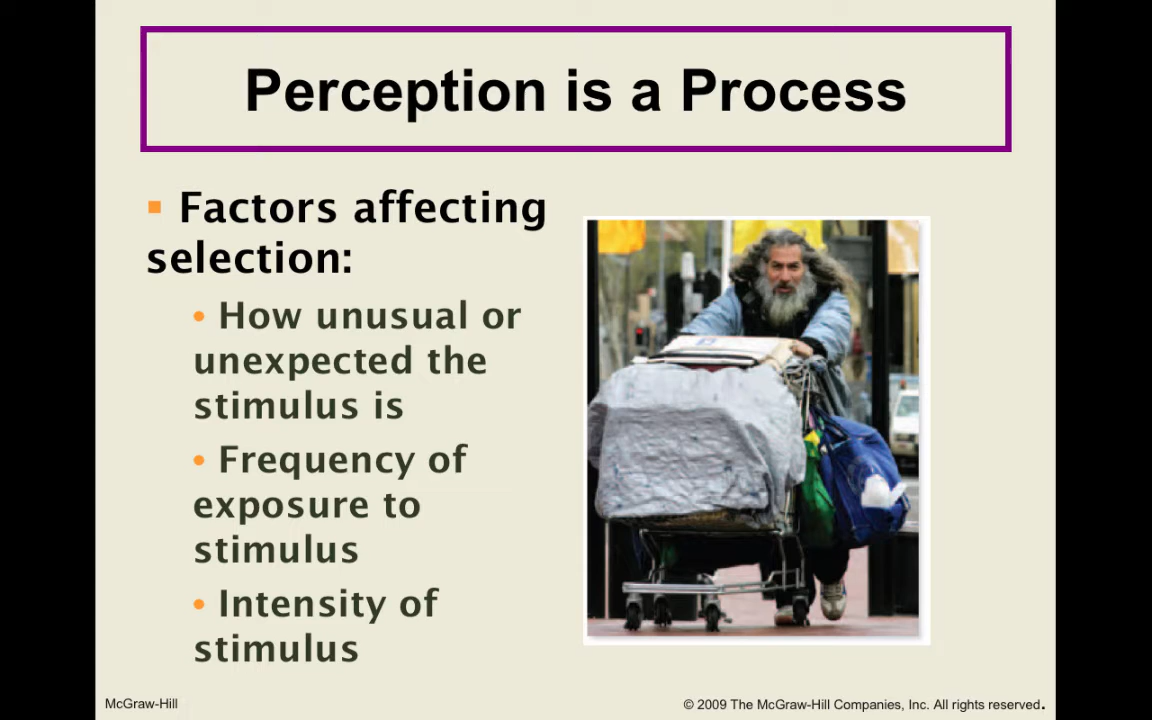 Perception is a Process
▪ Factors affecting
selection:
• How unusual or
unexpected the
stimulus is
• Frequency of
exposure to
stimulus
• Intensity of
stimulus
McGraw-Hill
© 2009 The McGraw-Hill Companies, Inc. All rights reserved.